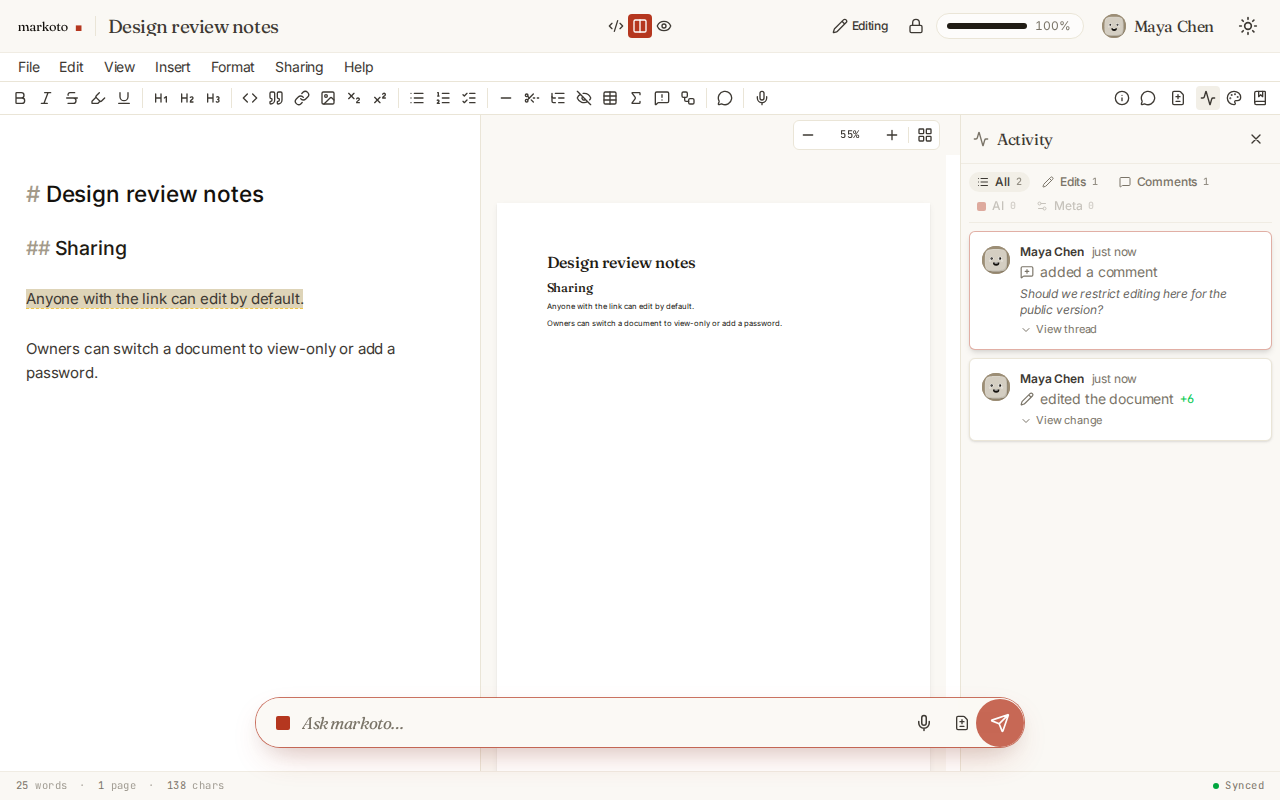 markoto
Design review notes
Editing
100%
Maya Chen
File Edit View Insert Format Sharing Help
H1 H2 H3
x2 x2
55%
# Design review notes
## Sharing
Anyone with the link can edit by default.
Owners can switch a document to view-only or add a
password.
Design review notes
Sharing
Anyone with the link can edit by default.
Owners can switch a document to view-only or add a password.
Activity
All 2 Edits 1 Comments 1
AI 0 Meta 0
Maya Chen just now
added a comment
Should we restrict editing here for the
public version?
View thread
Maya Chen just now
edited the document +6
View change
Ask markoto...
25 words · 1 page · 138 chars
Synced